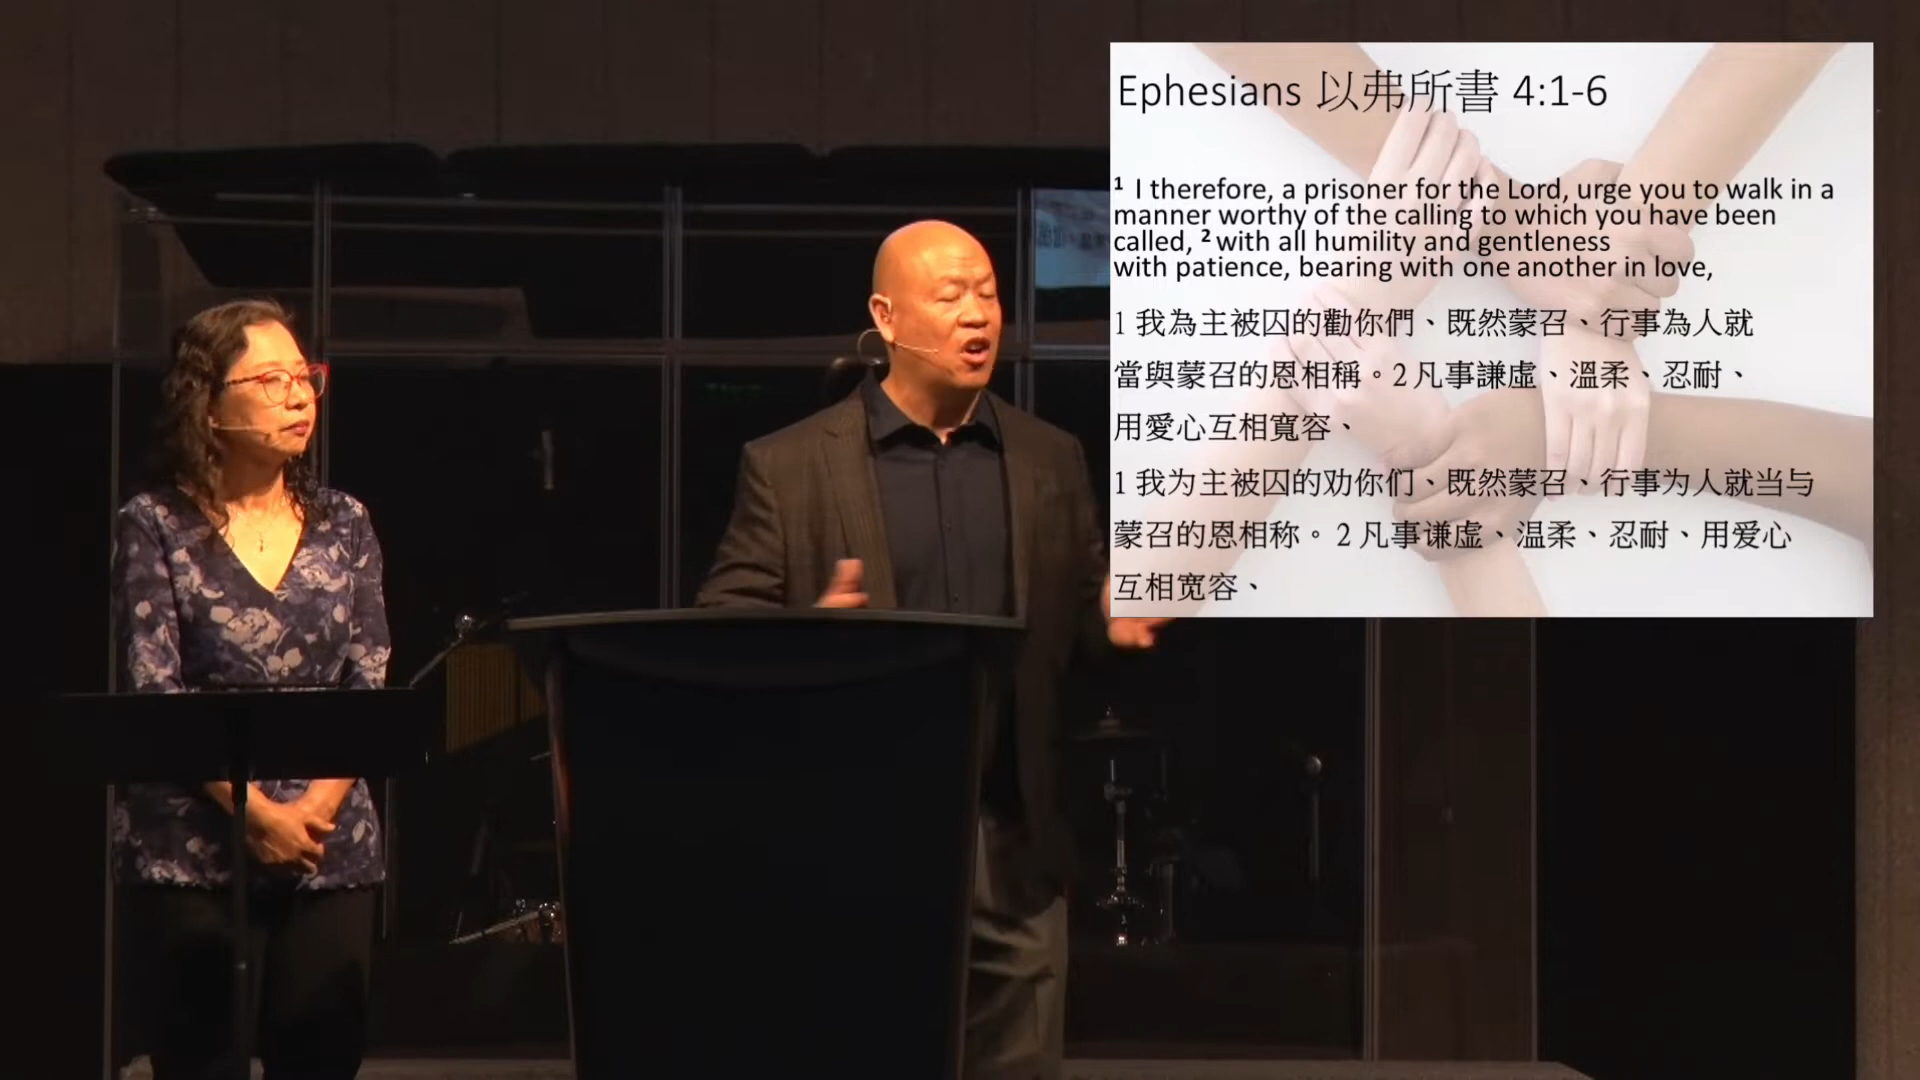 Ephesians 以弗所書 4:1-6
1 I therefore, a prisoner for the Lord, urge you to walk in a
manner worthy of the calling to which you have been
called, 2 with all humility and gentleness
with patience, bearing with one another in love,
1 我為主被囚的勸你們、既然蒙召、行事為人就
當與蒙召的恩相稱。2 凡事謙虛、溫柔、忍耐、
用愛心互相寬容、
1 我为主被囚的劝你们、既然蒙召、行事为人就当与
蒙召的恩相称。2 凡事谦虚、温柔、忍耐、用爱心
互相宽容、